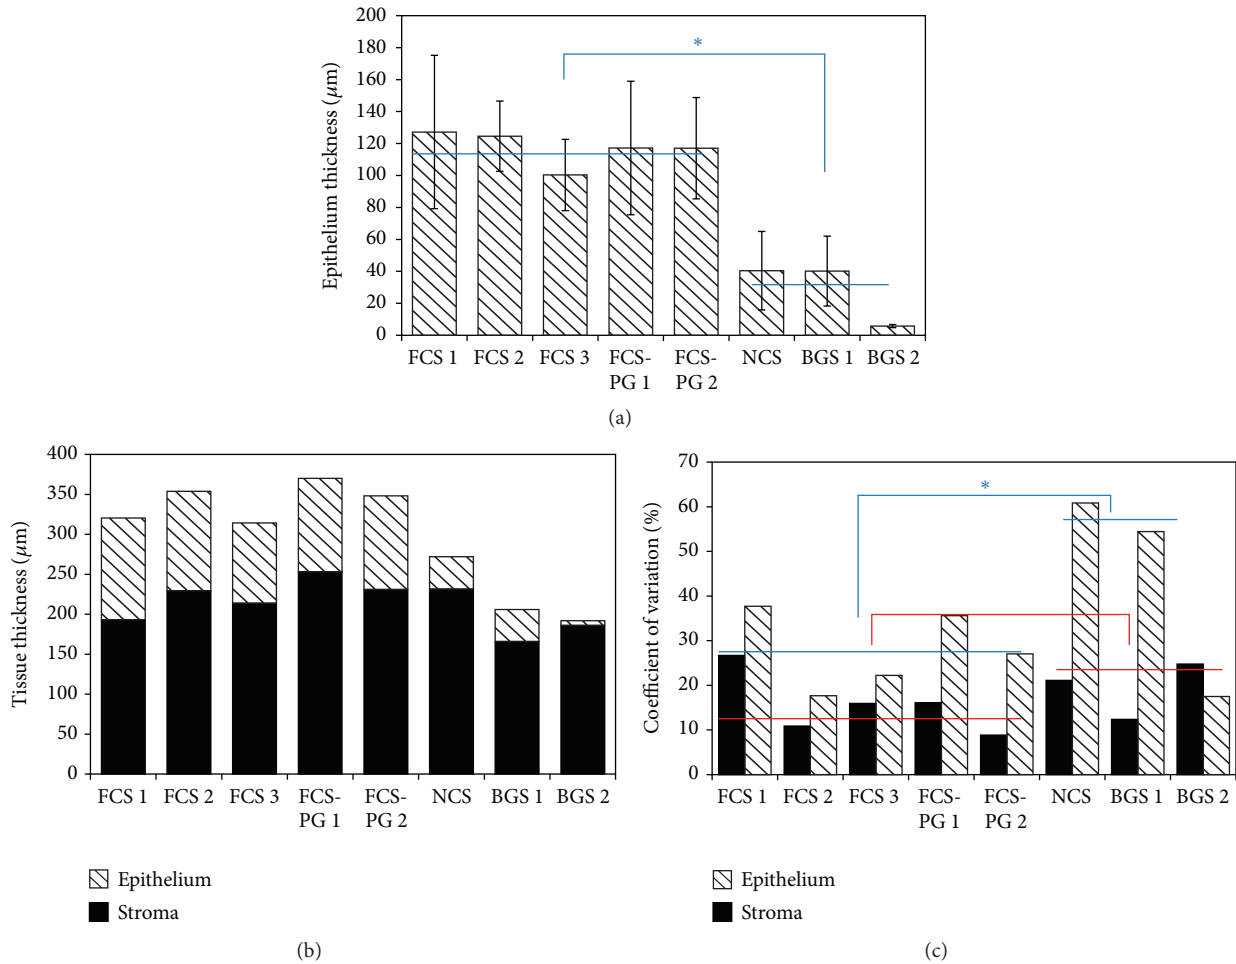 200
180
160
140
120
100
80
60
40
20
0
Epithelium thickness (μm)
*
FCS 1 FCS 2 FCS 3 FCS-PG 1 FCS-PG 2 NCS BGS 1 BGS 2
(a)
400
350
300
250
200
150
100
50
0
Tissue thickness (μm)
FCS 1 FCS 2 FCS 3 FCS-PG 1 FCS-PG 2 NCS BGS 1 BGS 2
Epithelium
Stroma
(b)
70
60
50
40
30
20
10
0
Coefficient of variation (%)
*
FCS 1 FCS 2 FCS 3 FCS-PG 1 FCS-PG 2 NCS BGS 1 BGS 2
Epithelium
Stroma
(c)